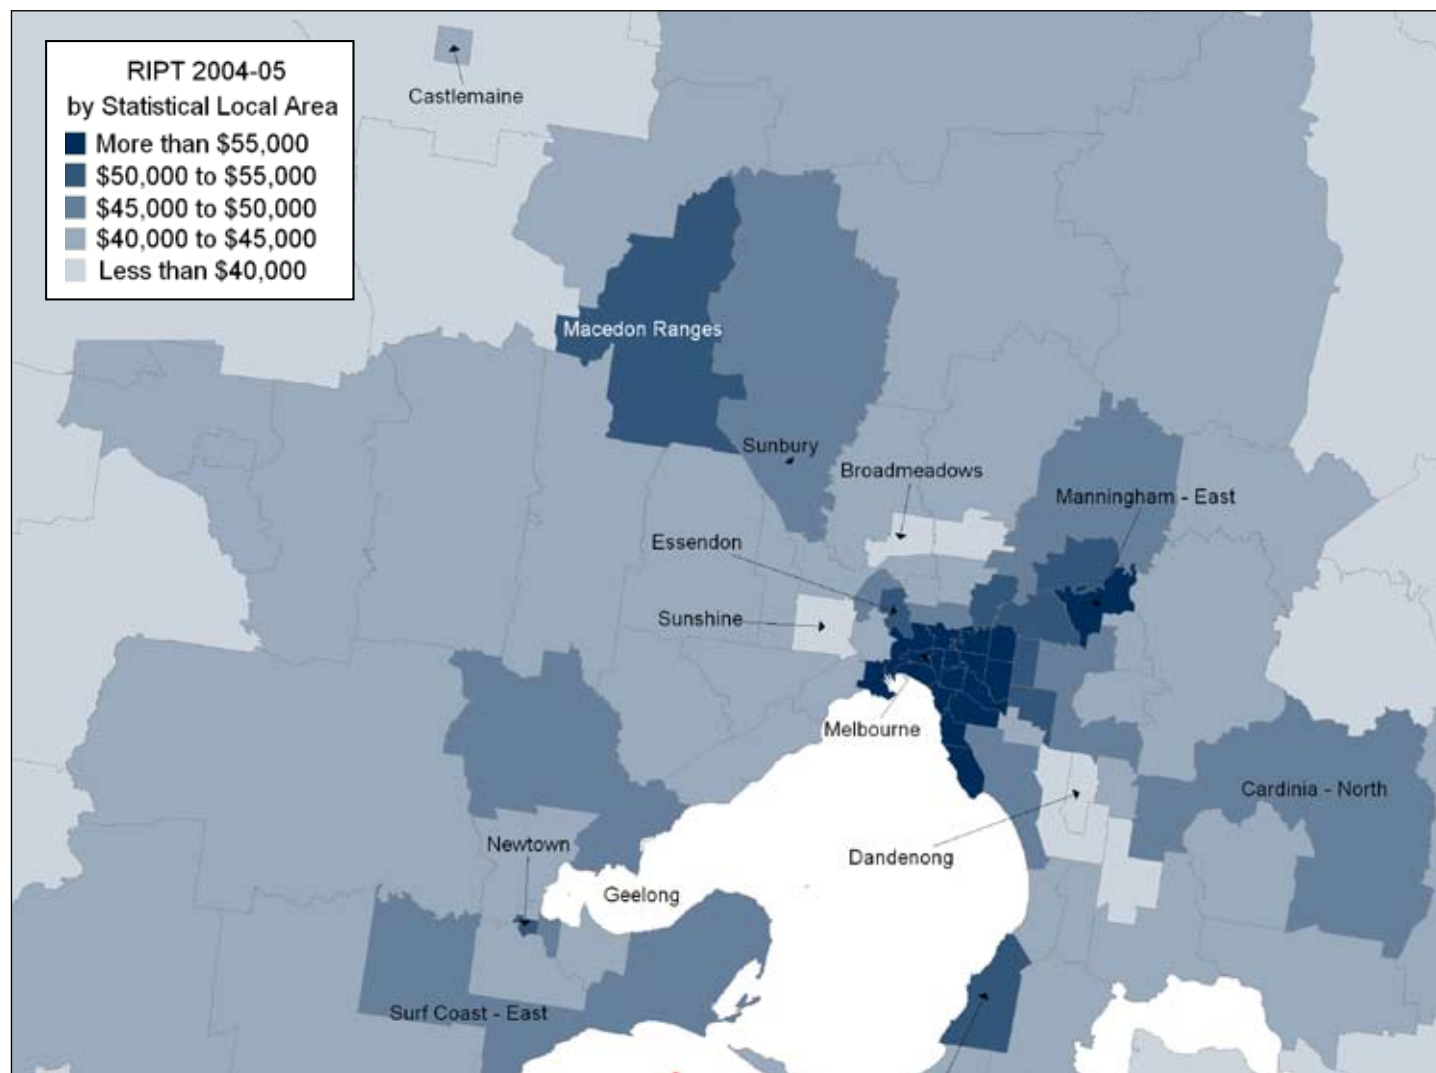 RIPT 2004-05
by Statistical Local Area
More than $55,000
$50,000 to $55,000
$45,000 to $50,000
$40,000 to $45,000
Less than $40,000
Castlemaine
Macedon Ranges
Sunbury
Broadmeadows
Manningham - East
Essendon
Sunshine
Melbourne
Cardinia - North
Newtown
Dandenong
Geelong
Surf Coast - East